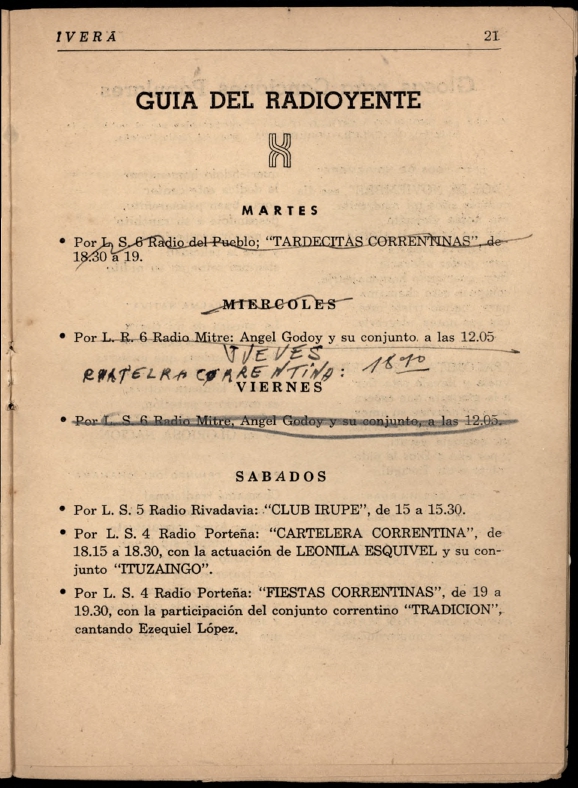 IVERA 21
GUIA DEL RADIOYENTE
MARTES
• Por L. S. 6 Radio del Pueblo; "TARDECITAS CORRENTINAS", de
18.30 a 19.
MIERCOLES
• Por L. R. 6 Radio Mitre: Angel Godoy y su conjunto a las 12.05
JUEVES
CORRENTINA:
VIERNES
• Por L. S. 6 Radio Mitre, Angel Godoy y su conjunto, a las 12.05.
SABADOS
• Por L. S. 5 Radio Rivadavia: "CLUB IRUPE", de 15 a 15.30.
• Por L. S. 4 Radio Porteña: "CARTELERA CORRENTINA", de
18.15 a 18.30, con la actuación de LEONILA ESQUIVEL y su con-
junto "ITUZAINGO".
• Por L. S. 4 Radio Porteña: "FIESTAS CORRENTINAS", de 19 a
19.30, con la participación del conjunto correntino "TRADICION",
cantando Ezequiel López.